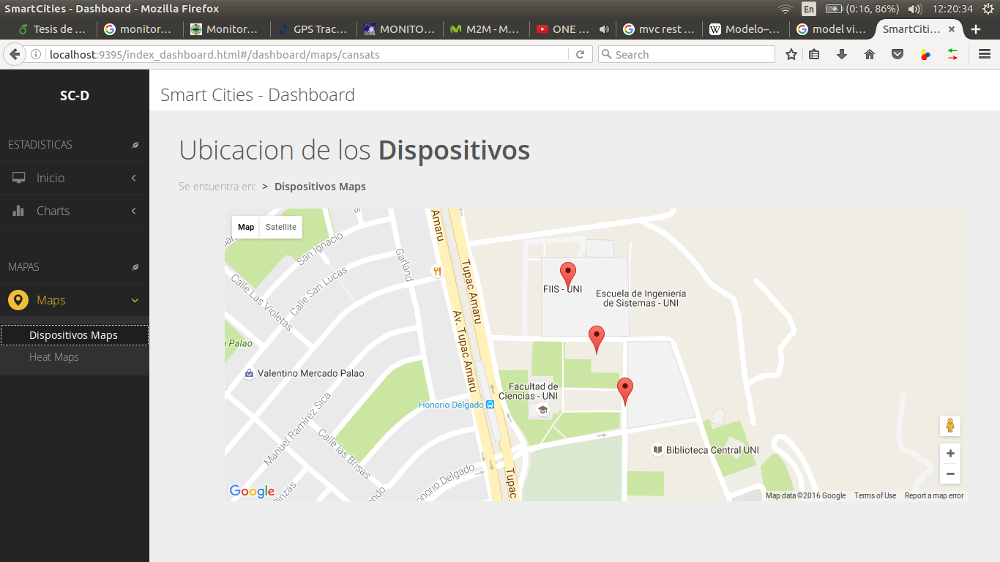 SmartCities - Dashboard - Mozilla Firefox
En
(0:16, 86%)
12:20:34
Tesis de ...
monitor...
Monitor...
GPS Trac...
MONITO...
M2M - M...
ONE ...
mvc rest ...
Modelo–...
model vi...
SmartCiti...
localhost:9395/index_dashboard.html#/dashboard/maps/cansats
Search
SC-D
Smart Cities - Dashboard
ESTADISTICAS
Inicio
Charts
MAPAS
Maps
Dispositivos Maps
Heat Maps
Ubicacion de los Dispositivos
Se entuentra en: > Dispositivos Maps
Map
Satellite
San Ignacio
Calle San Lucas
Calle Las Violetas
Garland
Amaru
Tupac Amaru
Av. Tupac Amaru
FIIS - UNI
Escuela de Ingeniería
de Sistemas - UNI
e Palao
Valentino Mercado Palao
Facultad de
Ciencias - UNI
Honorio Delgado
Manuel Ramírez Sica
Calle las Brisas
Biblioteca Central UNI
Honorio Delgado
Tupac
Pinzas
ondo
Google
Map data ©2016 Google
Terms of Use
Report a map error